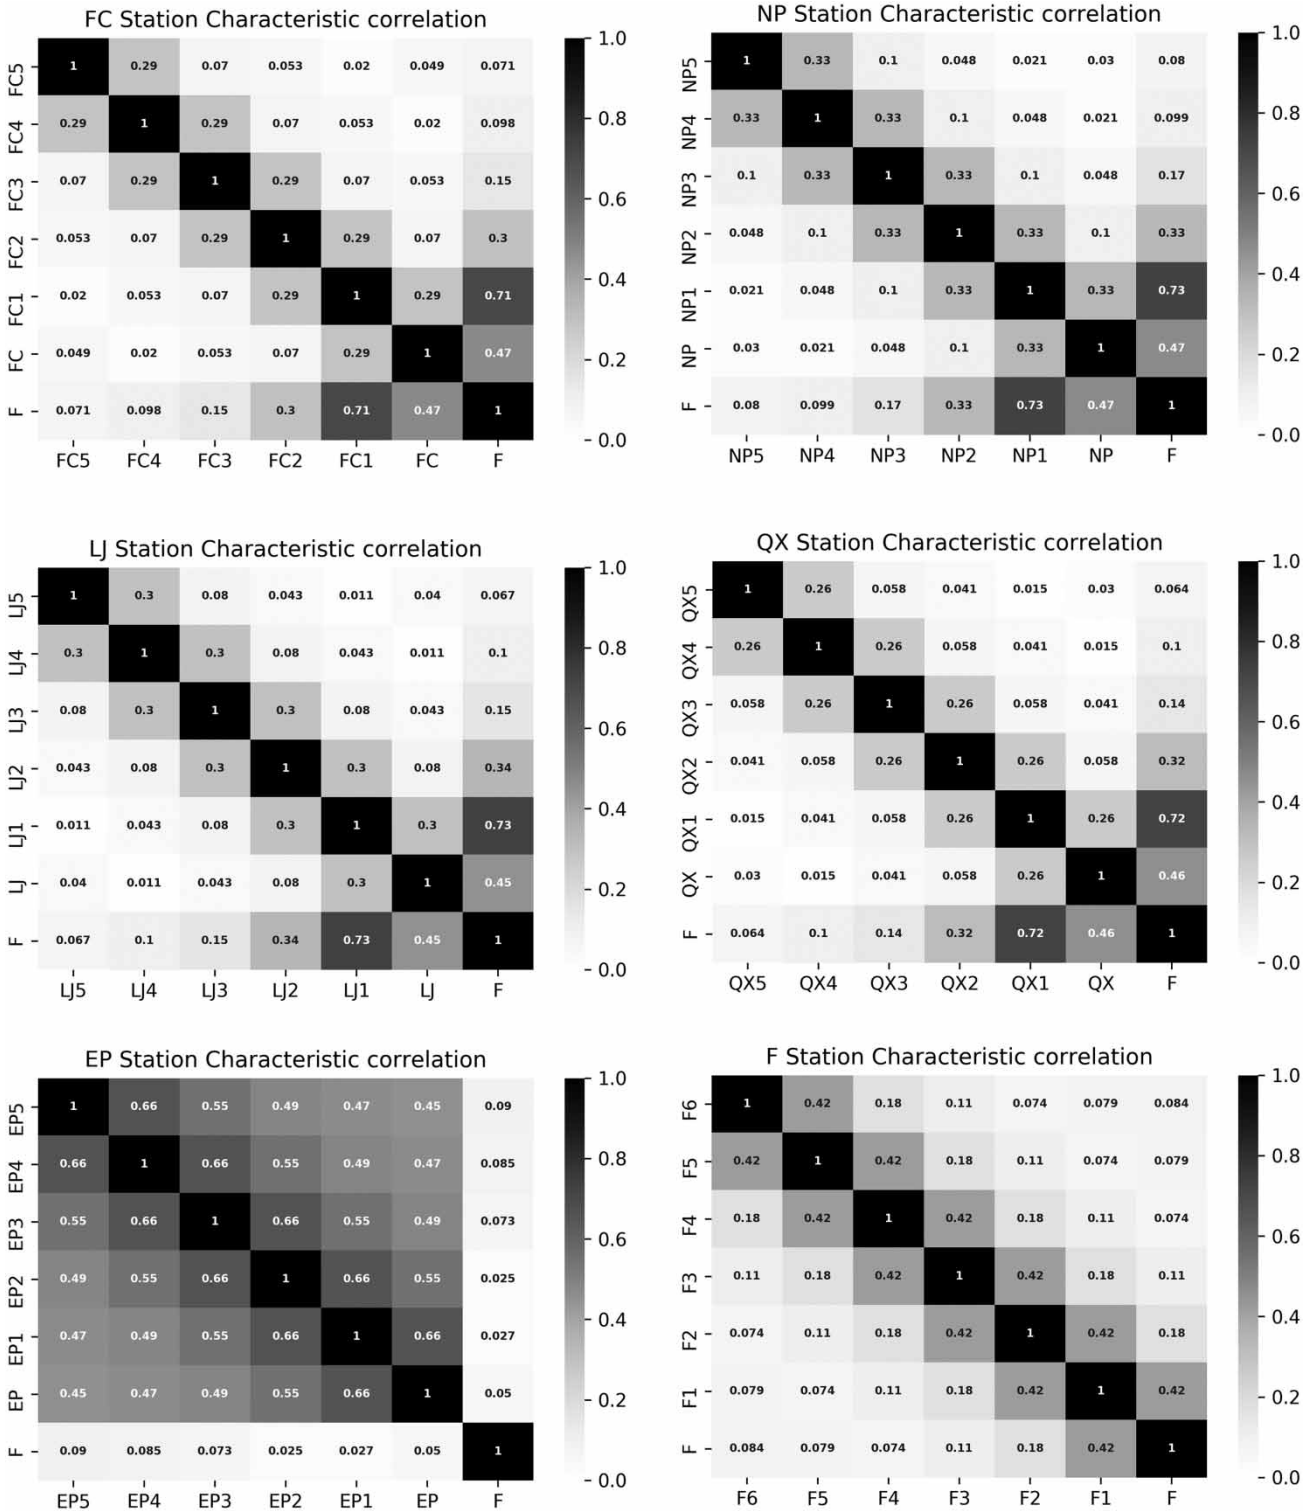 FC Station Characteristic correlation
FC5 1 0.29 0.07 0.053 0.02 0.049 0.071
FC4 0.29 1 0.29 0.07 0.053 0.02 0.098
FC3 0.07 0.29 1 0.29 0.07 0.053 0.15
FC2 0.053 0.07 0.29 1 0.29 0.07 0.3
FC1 0.02 0.053 0.07 0.29 1 0.29 0.71
FC 0.049 0.02 0.053 0.07 0.29 1 0.47
F 0.071 0.098 0.15 0.3 0.71 0.47 1
FC5 FC4 FC3 FC2 FC1 FC F
1.0
0.8
0.6
0.4
0.2
0.0
NP Station Characteristic correlation
NP5 1 0.33 0.1 0.048 0.021 0.03 0.08
NP4 0.33 1 0.33 0.1 0.048 0.021 0.099
NP3 0.1 0.33 1 0.33 0.1 0.048 0.17
NP2 0.048 0.1 0.33 1 0.33 0.1 0.33
NP1 0.021 0.048 0.1 0.33 1 0.33 0.73
NP 0.03 0.021 0.048 0.1 0.33 1 0.47
F 0.08 0.099 0.17 0.33 0.73 0.47 1
NP5 NP4 NP3 NP2 NP1 NP F
1.0
0.8
0.6
0.4
0.2
0.0
LJ Station Characteristic correlation
LJ5 1 0.3 0.08 0.043 0.011 0.04 0.067
LJ4 0.3 1 0.3 0.08 0.043 0.011 0.1
LJ3 0.08 0.3 1 0.3 0.08 0.043 0.15
LJ2 0.043 0.08 0.3 1 0.3 0.08 0.34
LJ1 0.011 0.043 0.08 0.3 1 0.3 0.73
LJ 0.04 0.011 0.043 0.08 0.3 1 0.45
F 0.067 0.1 0.15 0.34 0.73 0.45 1
LJ5 LJ4 LJ3 LJ2 LJ1 LJ F
1.0
0.8
0.6
0.4
0.2
0.0
QX Station Characteristic correlation
QX5 1 0.26 0.058 0.041 0.015 0.03 0.064
QX4 0.26 1 0.26 0.058 0.041 0.015 0.1
QX3 0.058 0.26 1 0.26 0.058 0.041 0.14
QX2 0.041 0.058 0.26 1 0.26 0.058 0.32
QX1 0.015 0.041 0.058 0.26 1 0.26 0.72
QX 0.03 0.015 0.041 0.058 0.26 1 0.46
F 0.064 0.1 0.14 0.32 0.72 0.46 1
QX5 QX4 QX3 QX2 QX1 QX F
1.0
0.8
0.6
0.4
0.2
0.0
EP Station Characteristic correlation
EP5 1 0.66 0.55 0.49 0.47 0.45 0.09
EP4 0.66 1 0.66 0.55 0.49 0.47 0.085
EP3 0.55 0.66 1 0.66 0.55 0.49 0.073
EP2 0.49 0.55 0.66 1 0.66 0.55 0.025
EP1 0.47 0.49 0.55 0.66 1 0.66 0.027
EP 0.45 0.47 0.49 0.55 0.66 1 0.05
F 0.09 0.085 0.073 0.025 0.027 0.05 1
EP5 EP4 EP3 EP2 EP1 EP F
1.0
0.8
0.6
0.4
0.2
0.0
F Station Characteristic correlation
F6 1 0.42 0.18 0.11 0.074 0.079 0.084
F5 0.42 1 0.42 0.18 0.11 0.074 0.079
F4 0.18 0.42 1 0.42 0.18 0.11 0.074
F3 0.11 0.18 0.42 1 0.42 0.18 0.11
F2 0.074 0.11 0.18 0.42 1 0.42 0.18
F1 0.079 0.074 0.11 0.18 0.42 1 0.42
F 0.084 0.079 0.074 0.11 0.18 0.42 1
F6 F5 F4 F3 F2 F1 F
1.0
0.8
0.6
0.4
0.2
0.0